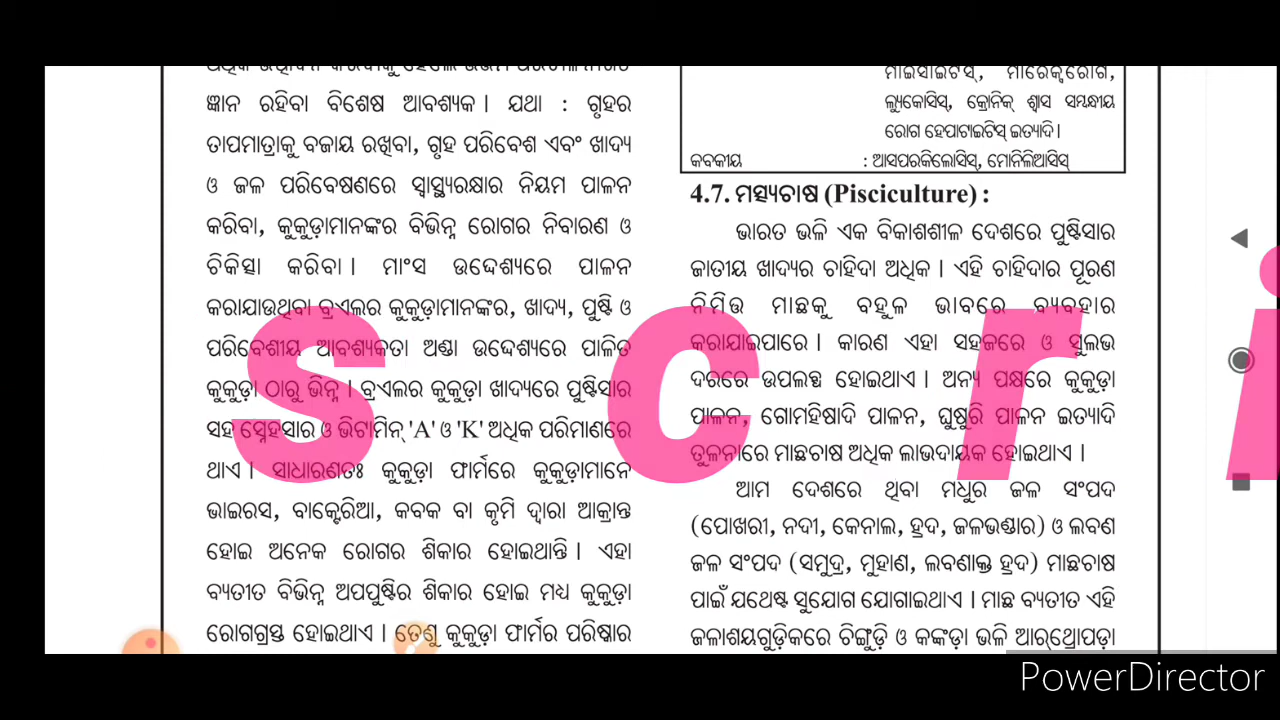 ଜ୍ଞାନ ରହିବା ବିଶେଷ ଆବଶ୍ୟକ । ଯଥା : ଗୃହର
ତାପମାତ୍ରାକୁ ବଜାୟ ରଖିବା, ଗୃହ ପରିବେଶ ଏବଂ ଖାଦ୍ୟ
ଓ ଜଳ ପରିବେଷଣରେ ସ୍ୱାସ୍ଥ୍ୟରକ୍ଷାର ନିୟମ ପାଳନ
କରିବା, କୁକୁଡ଼ାମାନଙ୍କର ବିଭିନ୍ନ ରୋଗର ନିବାରଣ ଓ
ଚିକିତ୍ସା କରିବା । ମାଂସ ଉଦ୍ଦେଶ୍ୟରେ ପାଳନ
କରାଯାଉଥିବା ବ୍ରଏଲର କୁକୁଡ଼ାମାନଙ୍କର, ଖାଦ୍ୟ, ପୁଷ୍ଟି ଓ
ପରିବେଶୀୟ ଆବଶ୍ୟକତା ଅଣ୍ଡା ଉଦ୍ଦେଶ୍ୟରେ ପାଳିତ
କୁକୁଡ଼ା ଠାରୁ ଭିନ୍ନ । ବ୍ରଏଲର କୁକୁଡ଼ା ଖାଦ୍ୟରେ ପୁଷ୍ଟିସାର
ସହ ସ୍ନେହସାର ଓ ଭିଟାମିନ୍ 'A' ଓ 'K' ଅଧିକ ପରିମାଣରେ
ଥାଏ । ସାଧାରଣତଃ କୁକୁଡ଼ା ଫାର୍ମରେ କୁକୁଡ଼ାମାନେ
ଭାଇରସ, ବାକ୍ଟେରିଆ, କବକ ବା କୃମି ଦ୍ୱାରା ଆକ୍ରାନ୍ତ
ହୋଇ ଅନେକ ରୋଗର ଶିକାର ହୋଇଥାନ୍ତି । ଏହା
ବ୍ୟତୀତ ବିଭିନ୍ନ ଅପପୁଷ୍ଟିର ଶିକାର ହୋଇ ମଧ୍ୟ କୁକୁଡ଼ା
ରୋଗଗ୍ରସ୍ତ ହୋଇଥାଏ । ତେଣୁ କୁକୁଡ଼ା ଫାର୍ମର ପରିଷ୍କାର
ମାଇସାଇଟିସ୍, ମାରେକ୍ସରୋଗ,
ଲ୍ୟୁକୋସିସ୍, କ୍ରୋନିକ୍ ଶ୍ୱାସ ସମ୍ବନ୍ଧୀୟ
ରୋଗ ହେପାଟାଇଟିସ୍ ଇତ୍ୟାଦି ।
କବକୀୟ : ଆସପରକିଲୋସିସ୍, ମୋନିଲିଆସିସ୍
4.7. ମତ୍ସ୍ୟଚାଷ (Pisciculture) :
ଭାରତ ଭଳି ଏକ ବିକାଶଶୀଳ ଦେଶରେ ପୁଷ୍ଟିସାର
ଜାତୀୟ ଖାଦ୍ୟର ଚାହିଦା ଅଧିକ । ଏହି ଚାହିଦାର ପୂରଣ
ନିମିତ୍ତ ମାଛକୁ ବହୁଳ ଭାବରେ ବ୍ୟବହାର
କରାଯାଇପାରେ । କାରଣ ଏହା ସହଜରେ ଓ ସୁଲଭ
ଦରରେ ଉପଲବ୍ଧ ହୋଇଥାଏ । ଅନ୍ୟ ପକ୍ଷରେ କୁକୁଡ଼ା
ପାଳନ, ଗୋମହିଷାଦି ପାଳନ, ଘୁଷୁରି ପାଳନ ଇତ୍ୟାଦି
ତୁଳନାରେ ମାଛଚାଷ ଅଧିକ ଲାଭଦାୟକ ହୋଇଥାଏ ।
ଆମ ଦେଶରେ ଥିବା ମଧୁର ଜଳ ସଂପଦ
(ପୋଖରୀ, ନଦୀ, କେନାଲ, ହ୍ରଦ, ଜଳଭଣ୍ଡାର) ଓ ଲବଣ
ଜଳ ସଂପଦ (ସମୁଦ୍ର, ମୁହାଣ, ଲବଣାକ୍ତ ହ୍ରଦ) ମାଛଚାଷ
ପାଇଁ ଯଥେଷ୍ଟ ସୁଯୋଗ ଯୋଗାଇଥାଏ । ମାଛ ବ୍ୟତୀତ ଏହି
ଜଳାଶୟଗୁଡ଼ିକରେ ଚିଙ୍ଗୁଡ଼ି ଓ କଙ୍କଡ଼ା ଭଳି ଆର୍‌ଥ୍ରୋପଡ଼ା
s c r i
PowerDirector